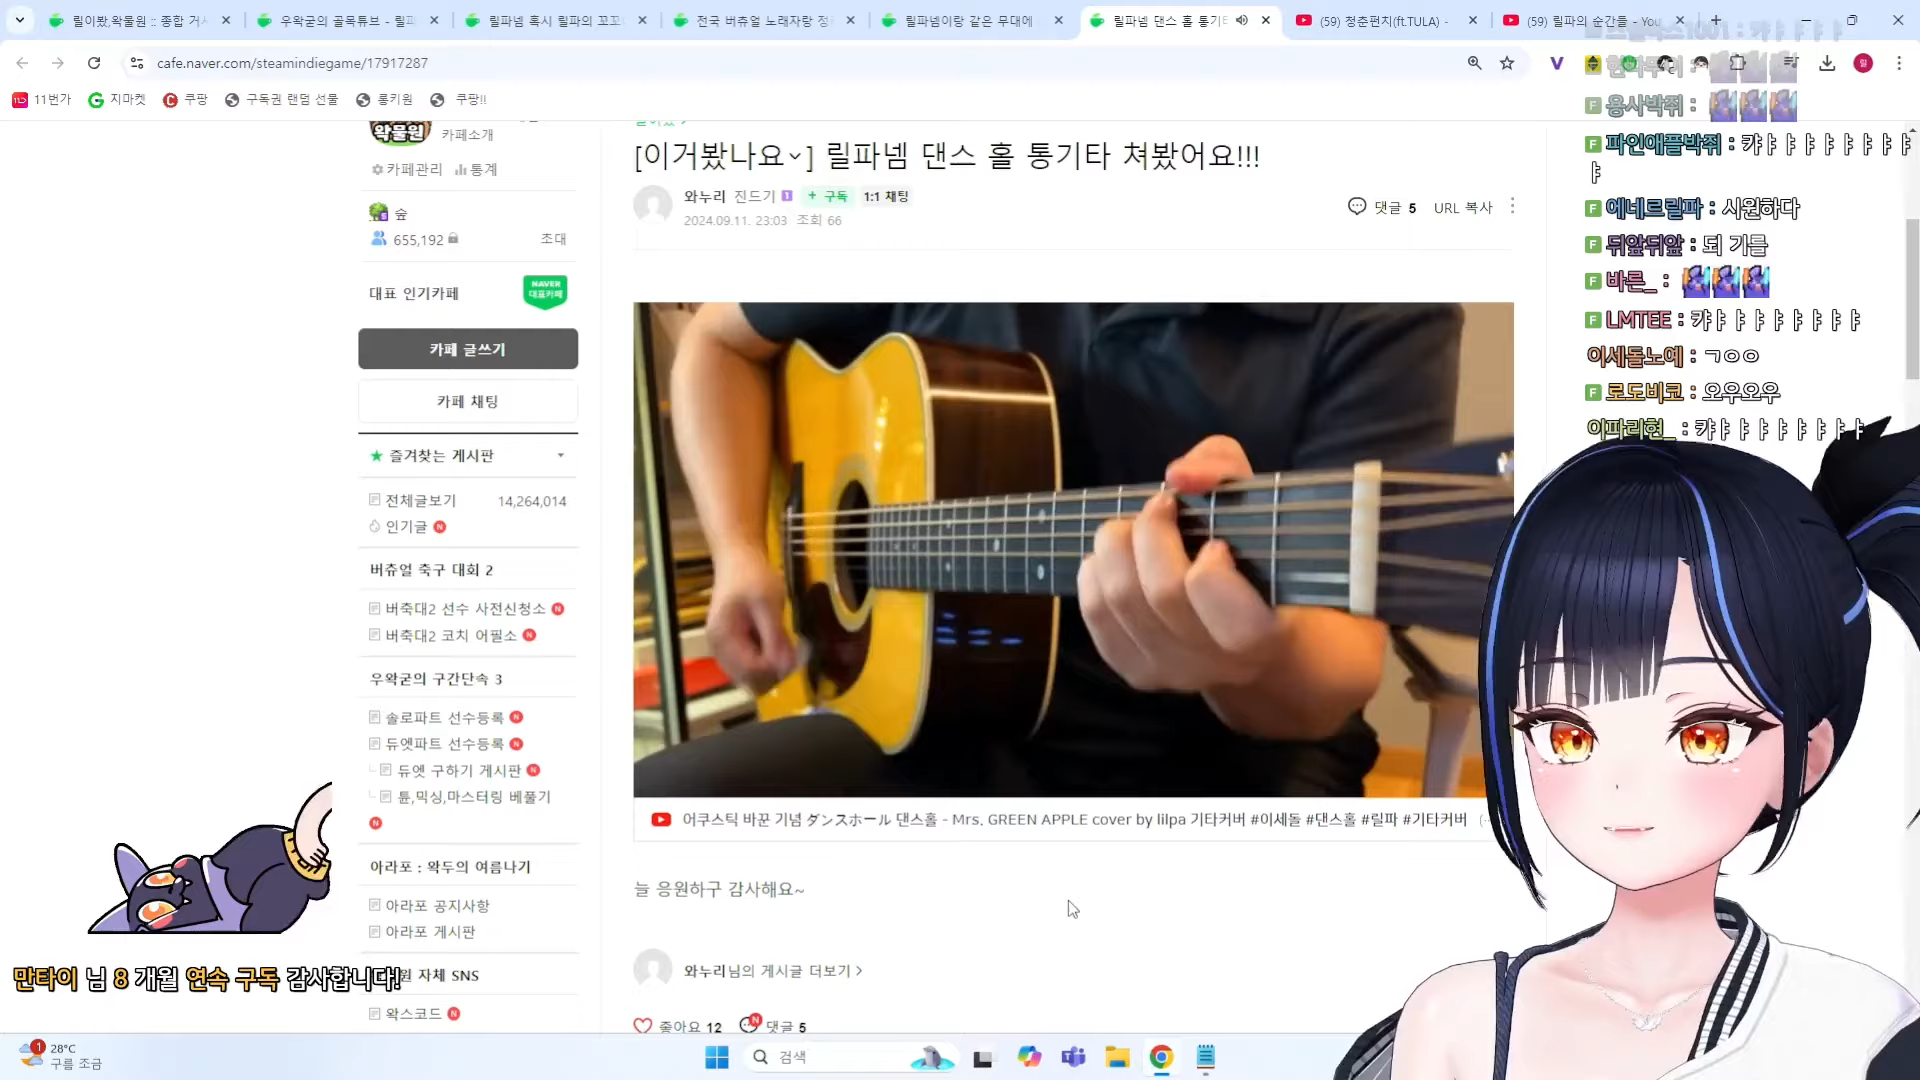 릴이봤,왁물원 :: 종합 거시
우왁굳의 골목튜브 - 릴파
릴파넴 혹시 릴파의 꼬꼬
전국 버츄얼 노래자랑 정
릴파넴이랑 같은 무대에
릴파넴 댄스 홀 통기타
(59) 청춘편지(ft.TULA) -
(59) 릴파의 순간들 - You
cafe.naver.com/steamindiegame/17917287
11번가
지마켓
쿠팡
구독권 랜덤 선물
롱키원
쿠팡!!
왁물원
카페소개
카페관리 통계
숲
655,192 초대
대표 인기카페
NAVER
대표카페
카페 글쓰기
카페 채팅
즐겨찾는 게시판
전체글보기 14,264,014
인기글 N
버츄얼 축구 대회 2
버축대2 선수 사전신청소 N
버축대2 코치 어필소 N
우왁굳의 구간단속 3
솔로파트 선수등록 N
듀엣파트 선수등록 N
듀엣 구하기 게시판 N
튠,믹싱,마스터링 베풀기
N
아라포 : 왁두의 여름나기
아라포 공지사항
아라포 게시판
원 자체 SNS
왁스코드 N
[이거봤나요] 릴파넴 댄스 홀 통기타 쳐봤어요!!!
와누리 진드기 1 + 구독 1:1 채팅
2024.09.11. 23:03 조회 66
댓글 5 URL 복사
어쿠스틱 바꾼 기념 ダンスホール 댄스홀 - Mrs. GREEN APPLE cover by lilpa 기타커버 #이세돌 #댄스홀 #릴파 #기타커버
늘 응원하구 감사해요~
와누리님의 게시글 더보기 >
좋아요 12 댓글 5
용사박쥐 :
파인애플박쥐 : 캬ㅑㅑㅑㅑㅑㅑㅑㅑ
ㅑ
에네르릴파 : 시원하다
뒤앞뒤앞 : 되 기를
바른_ :
LMTEE : 캬ㅑㅑㅑㅑㅑㅑㅑ
이세돌노예 : ㄱㅇㅇ
로도비코 : 오우오우
이파리현_ : 캬ㅑㅑㅑㅑㅑㅑㅑ
만타이 님 8 개월 연속 구독 감사합니다!
1
28°C
구름 조금
검색